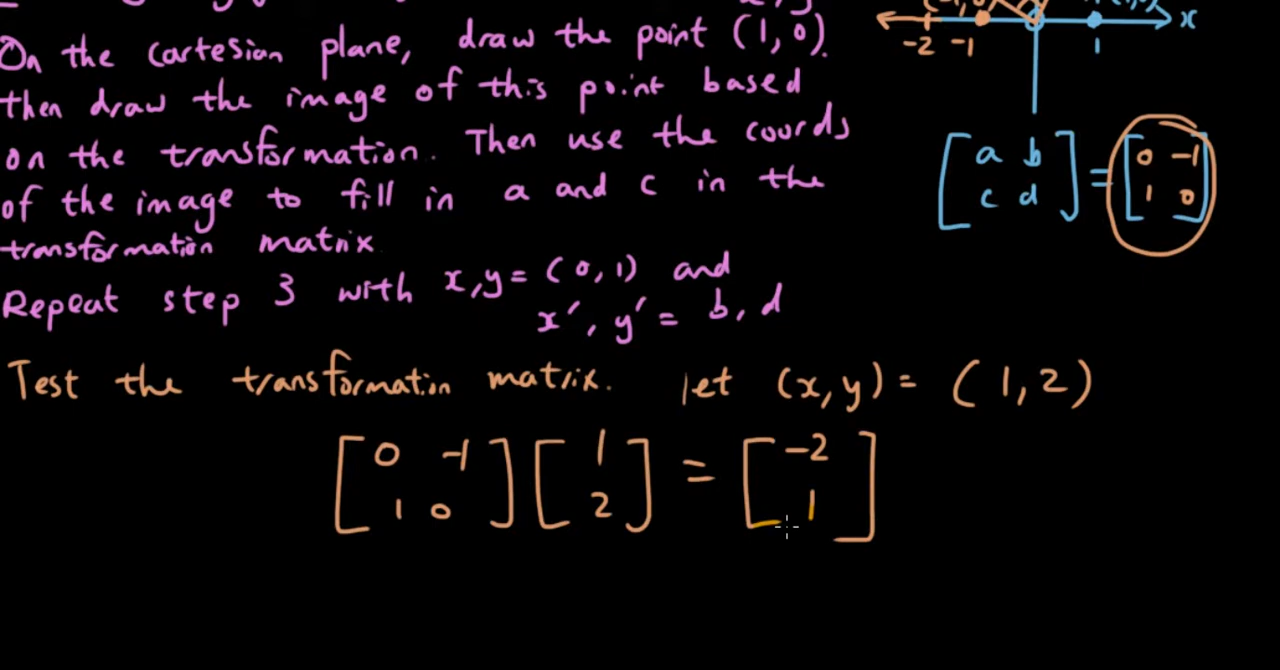 On the cartesian plane, draw the point (1, 0).
then draw the image of this point based
on the transformation. Then use the coords
of the image to fill in a and c in the
transformation matrix
Repeat step 3 with x,y = (0,1) and
x', y' = b, d
x
-2 -1 1
[a b
c d] = [0 -1
1 0]
Test the transformatin matrix. let (x,y) = (1,2)
[0 -1
1 0] [1
2] = [-2
1]